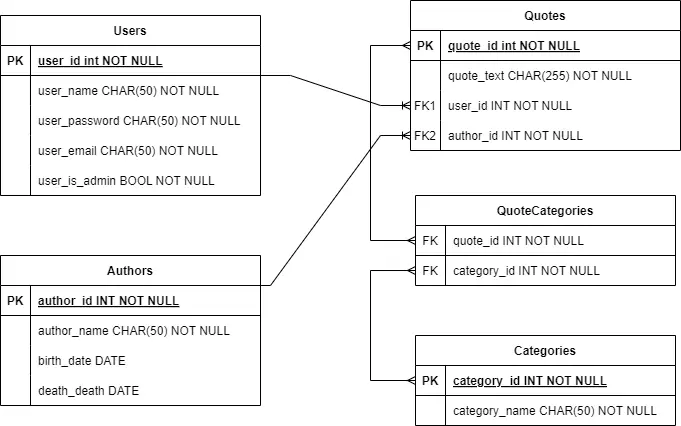 Users
PK user_id int NOT NULL
user_name CHAR(50) NOT NULL
user_password CHAR(50) NOT NULL
user_email CHAR(50) NOT NULL
user_is_admin BOOL NOT NULL
Quotes
PK quote_id int NOT NULL
quote_text CHAR(255) NOT NULL
FK1 user_id INT NOT NULL
FK2 author_id INT NOT NULL
QuoteCategories
FK quote_id INT NOT NULL
FK category_id INT NOT NULL
Authors
PK author_id INT NOT NULL
author_name CHAR(50) NOT NULL
birth_date DATE
death_death DATE
Categories
PK category_id INT NOT NULL
category_name CHAR(50) NOT NULL